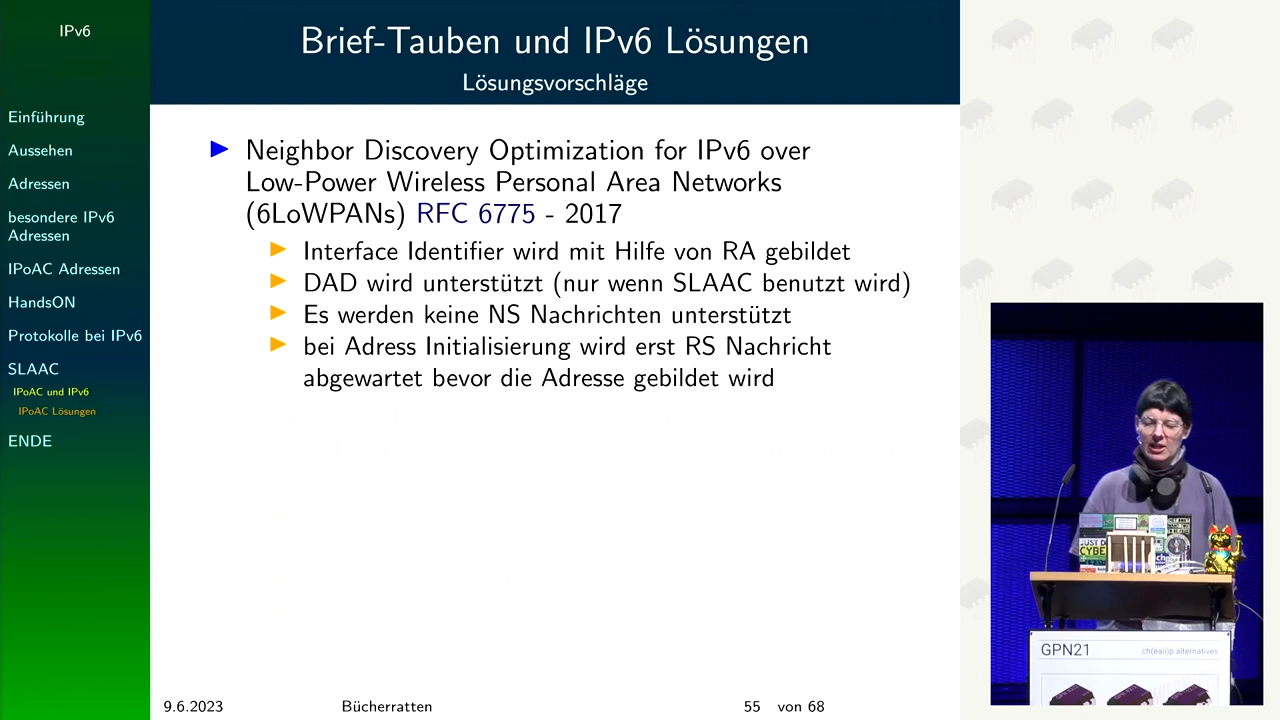 IPv6
Einführung
Aussehen
Adressen
besondere IPv6
Adressen
IPoAC Adressen
HandsON
Protokolle bei IPv6
SLAAC
IPoAC und IPv6
IPoAC Lösungen
ENDE
Brief-Tauben und IPv6 Lösungen
Lösungsvorschläge
▶ Neighbor Discovery Optimization for IPv6 over
Low-Power Wireless Personal Area Networks
(6LoWPANs) RFC 6775 - 2017
▶ Interface Identifier wird mit Hilfe von RA gebildet
▶ DAD wird unterstützt (nur wenn SLAAC benutzt wird)
▶ Es werden keine NS Nachrichten unterstützt
▶ bei Adress Initialisierung wird erst RS Nachricht
abgewartet bevor die Adresse gebildet wird
9.6.2023 Bücherratten 55 von 68
JUST D
CYBE
GPN21 ch(ea|i)p alternatives